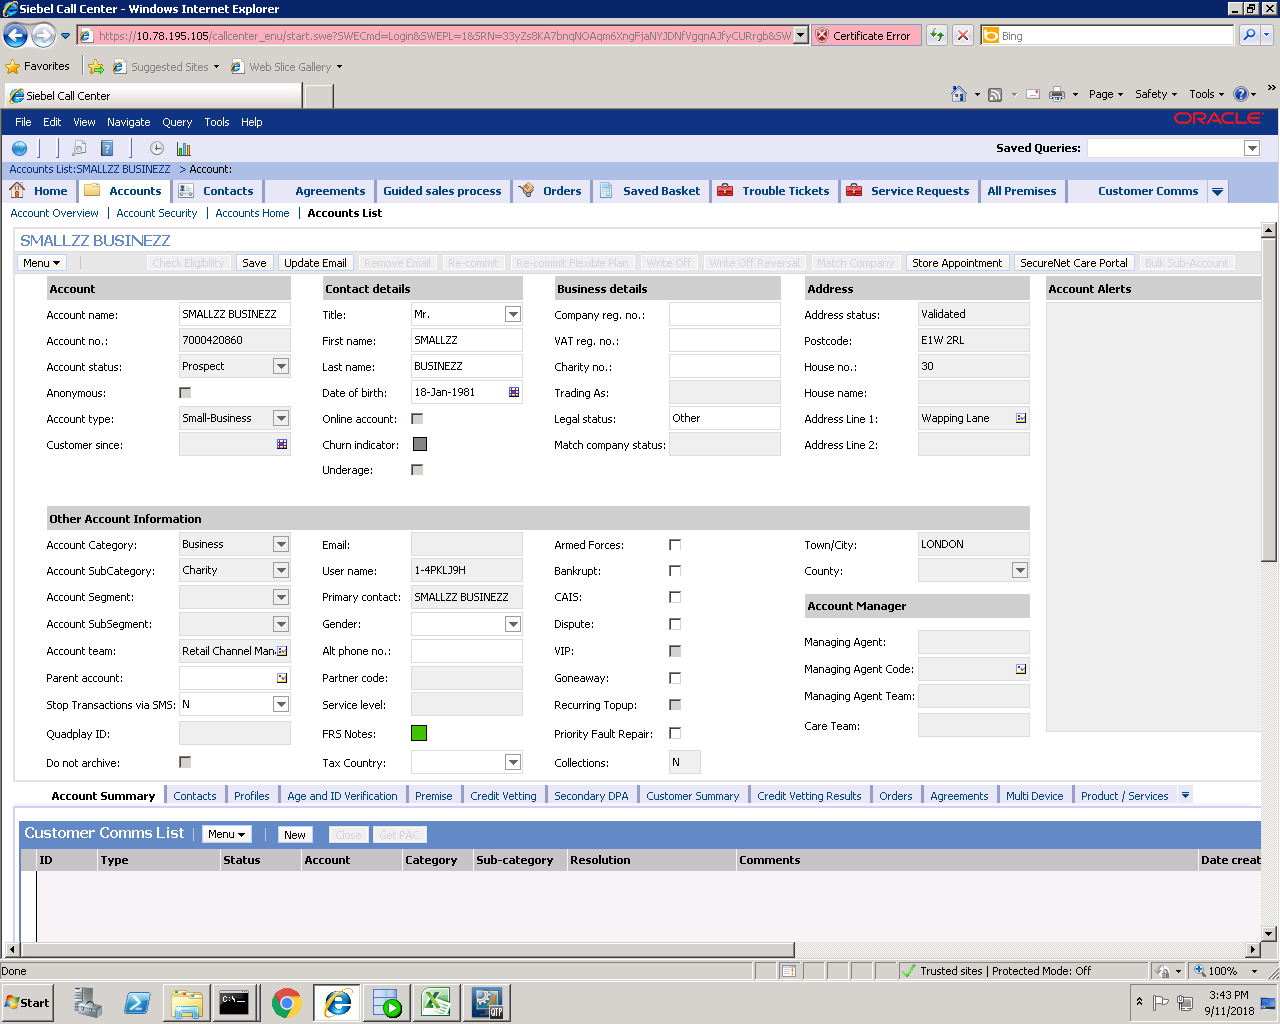 Siebel Call Center - Windows Internet Explorer
https://10.78.195.105/callcenter_enu/start.swe?SWECmd=Login&SWEPL=1&SRN=33yZs8KA7bnqNOAqm6XngFjaNYJDNfVgqnAJfyCURrgb&SW
Certificate Error
Bing
Favorites
Suggested Sites
Web Slice Gallery
Siebel Call Center
Page Safety Tools
File Edit View Navigate Query Tools Help
ORACLE
Saved Queries:
Accounts List:SMALLZZ BUSINEZZ > Account:
Home Accounts Contacts Agreements Guided sales process Orders Saved Basket Trouble Tickets Service Requests All Premises Customer Comms
Account Overview | Account Security | Accounts Home | Accounts List
SMALLZZ BUSINEZZ
Menu Check Eligibility Save Update Email Remove Email Re-commit Re-commit Flexible Plan Write Off Write Off Reversal Match Company Store Appointment SecureNet Care Portal Bulk Sub-Account
Account Contact details Business details Address Account Alerts
Account name: SMALLZZ BUSINEZZ Title: Mr. Company reg. no.: Address status: Validated
Account no.: 7000420860 First name: SMALLZZ VAT reg. no.: Postcode: E1W 2RL
Account status: Prospect Last name: BUSINEZZ Charity no.: House no.: 30
Anonymous: Date of birth: 18-Jan-1981 Trading As: House name:
Account type: Small-Business Online account: Legal status: Other Address Line 1: Wapping Lane
Customer since: Churn indicator: Match company status: Address Line 2:
Underage:
Other Account Information
Account Category: Business Email: Armed Forces: Town/City: LONDON
Account SubCategory: Charity User name: 1-4PKLJ9H Bankrupt: County:
Account Segment: Primary contact: SMALLZZ BUSINEZZ CAIS: Account Manager
Account SubSegment: Gender: Dispute:
Account team: Retail Channel Man Alt phone no.: VIP: Managing Agent:
Parent account: Partner code: Goneaway: Managing Agent Code:
Stop Transactions via SMS: N Service level: Recurring Topup: Managing Agent Team:
Quadplay ID: FRS Notes: Priority Fault Repair: Care Team:
Do not archive: Tax Country: Collections: N
Account Summary Contacts Profiles Age and ID Verification Premise Credit Vetting Secondary DPA Customer Summary Credit Vetting Results Orders Agreements Multi Device Product / Services
Customer Comms List Menu New Close Get PAC
ID Type Status Account Category Sub-category Resolution Comments Date creat
Done
Trusted sites | Protected Mode: Off
100%
Start
C:\.
QTP
3:43 PM
9/11/2018